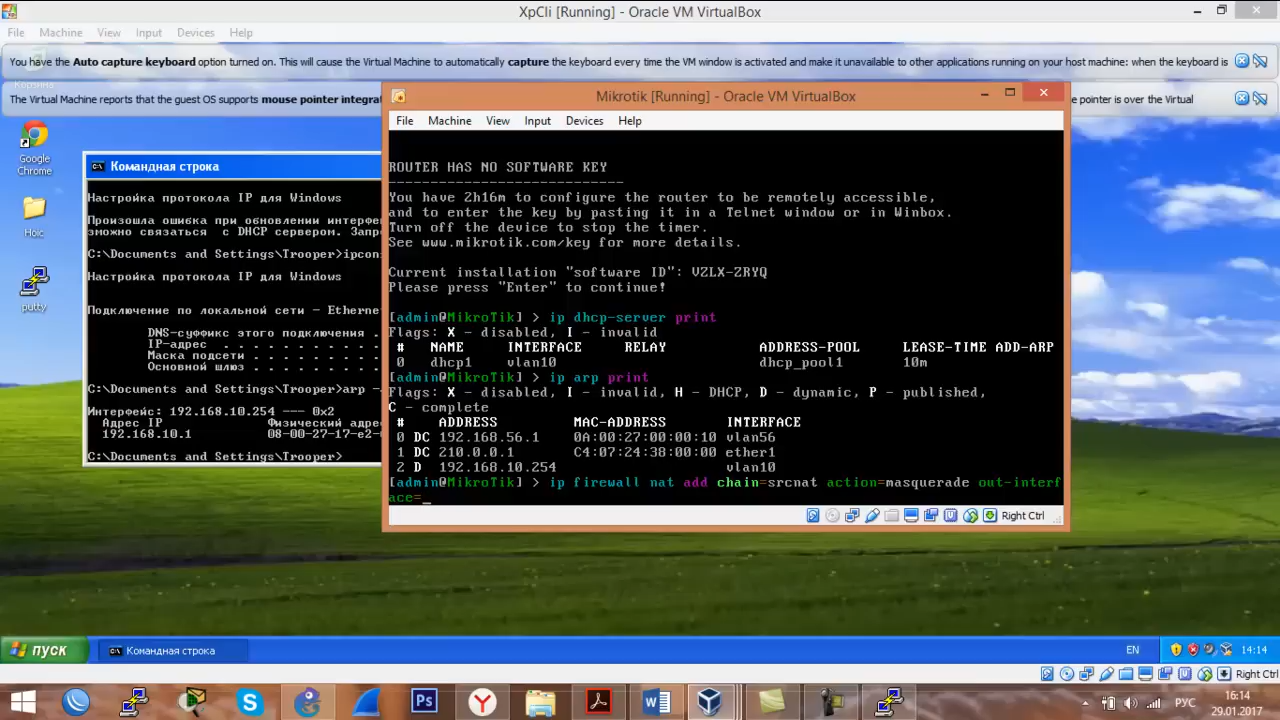 XpCli [Running] - Oracle VM VirtualBox
File Machine View Input Devices Help
You have the Auto capture keyboard option turned on. This will cause the Virtual Machine to automatically capture the keyboard every time the VM window is activated and make it unavailable to other applications running on your host machine: when the keyboard is
The Virtual Machine reports that the guest OS supports mouse pointer integrat
e pointer is over the Virtual
Корзина
Google Chrome
Hoic
putty
Командная строка
Настройка протокола IP для Windows
Произошла ошибка при обновлении интерфе
зможно связаться с DHCP сервером. Запр
C:\Documents and Settings\Trooper>ipcon
Настройка протокола IP для Windows
Подключение по локальной сети - Etherne
DNS-суффикс этого подключения . .
IP-адрес . . . . . . . . . . . .
Маска подсети . . . . . . . . . .
Основной шлюз . . . . . . . . . .
C:\Documents and Settings\Trooper>arp -
Интерфейс: 192.168.10.254 --- 0x2
Адрес IP Физический адрес
192.168.10.1 08-00-27-17-e2-
C:\Documents and Settings\Trooper>
Mikrotik [Running] - Oracle VM VirtualBox
File Machine View Input Devices Help
ROUTER HAS NO SOFTWARE KEY
----------------------------
You have 2h16m to configure the router to be remotely accessible,
and to enter the key by pasting it in a Telnet window or in Winbox.
Turn off the device to stop the timer.
See www.mikrotik.com/key for more details.
Current installation "software ID": VZLX-ZRYQ
Please press "Enter" to continue!
[admin@MikroTik] > ip dhcp-server print
Flags: X - disabled, I - invalid
# NAME INTERFACE RELAY ADDRESS-POOL LEASE-TIME ADD-ARP
0 dhcp1 vlan10 dhcp_pool1 10m
[admin@MikroTik] > ip arp print
Flags: X - disabled, I - invalid, H - DHCP, D - dynamic, P - published,
C - complete
# ADDRESS MAC-ADDRESS INTERFACE
0 DC 192.168.56.1 0A:00:27:00:00:10 vlan56
1 DC 210.0.0.1 C4:07:24:38:00:00 ether1
2 D 192.168.10.254 vlan10
[admin@MikroTik] > ip firewall nat add chain=srcnat action=masquerade out-interf
ace=_
Right Ctrl
пуск
Командная строка
EN
14:14
Right Ctrl
РУС
16:14
29.01.2017